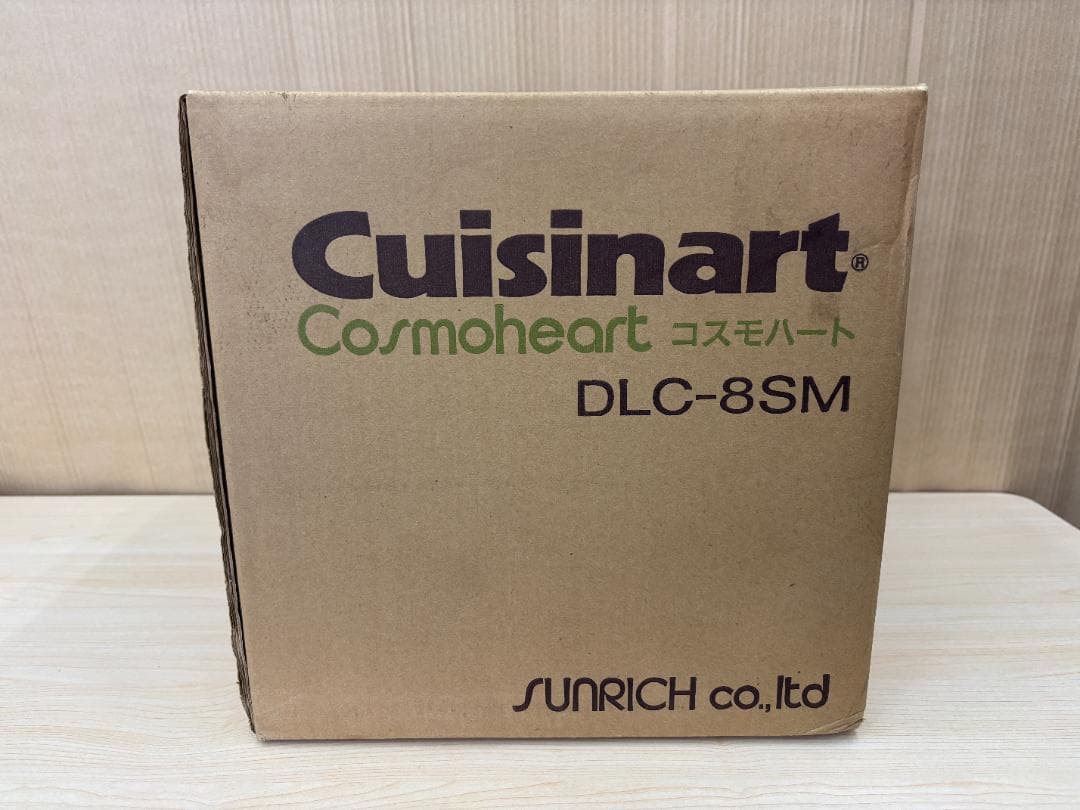 Cuisinart®
Cosmoheart コスモハート
DLC-8SM
SUNRICH co.,ltd